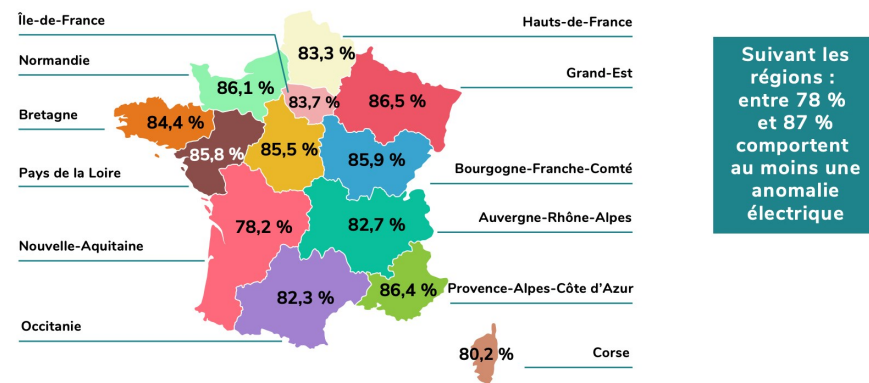 Île-de-France
Hauts-de-France
83,3 %
Normandie
Grand-Est
86,1 %
83,7 %
86,5 %
Bretagne
84,4 %
85,8 %
85,5 %
85,9 %
Pays de la Loire
Bourgogne-Franche-Comté
78,2 %
82,7 %
Auvergne-Rhône-Alpes
Nouvelle-Aquitaine
82,3 %
86,4 %
Provence-Alpes-Côte d'Azur
Occitanie
80,2 %
Corse
Suivant les
régions :
entre 78 %
et 87 %
comportent
au moins une
anomalie
électrique